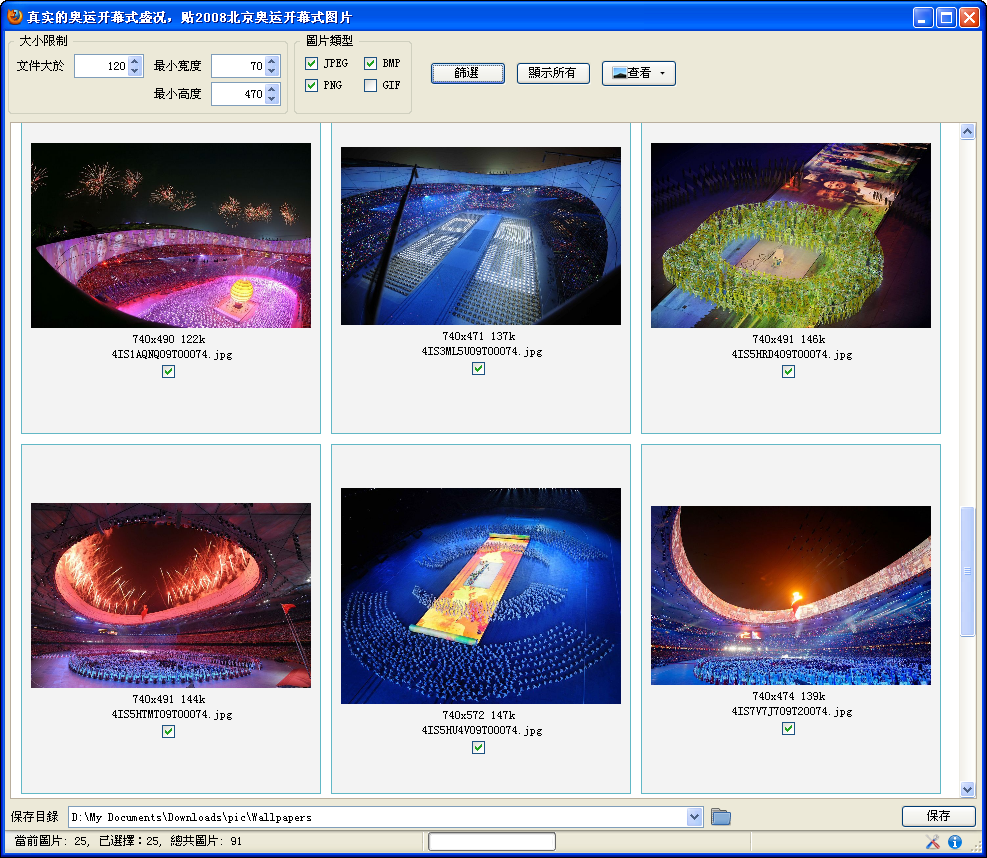 真实的奥运开幕式盛况，贴2008北京奥运开幕式图片
大小限制
圖片類型
文件大於 120 最小寬度 70
JPEG BMP
篩選 顯示所有 查看
最小高度 470
PNG GIF
740x490 122k
4IS1AQNQ09T00074.jpg
740x471 137k
4IS3ML5U09T00074.jpg
740x491 146k
4IS5HRD409T00074.jpg
740x491 144k
4IS5HTMT09T00074.jpg
740x572 147k
4IS5HU4V09T00074.jpg
740x474 139k
4IS7V7J709T20074.jpg
保存目錄 D:\My Documents\Downloads\pic\Wallpapers 保存
當前圖片: 25, 已選擇：25, 總共圖片: 91